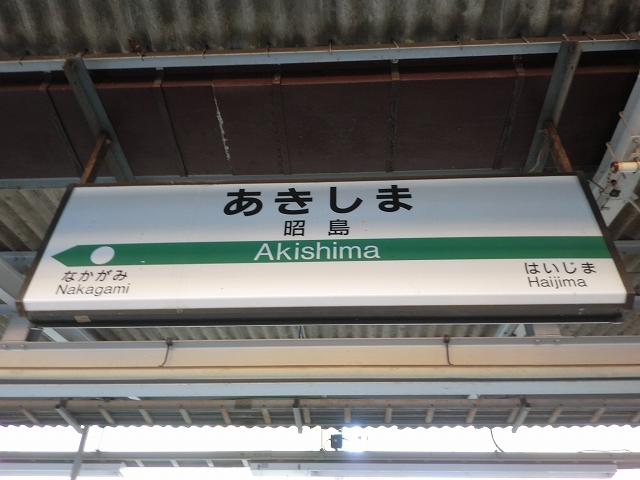 あきしま
昭島
Akishima
なかがみ
Nakagami
はいじま
Haijima